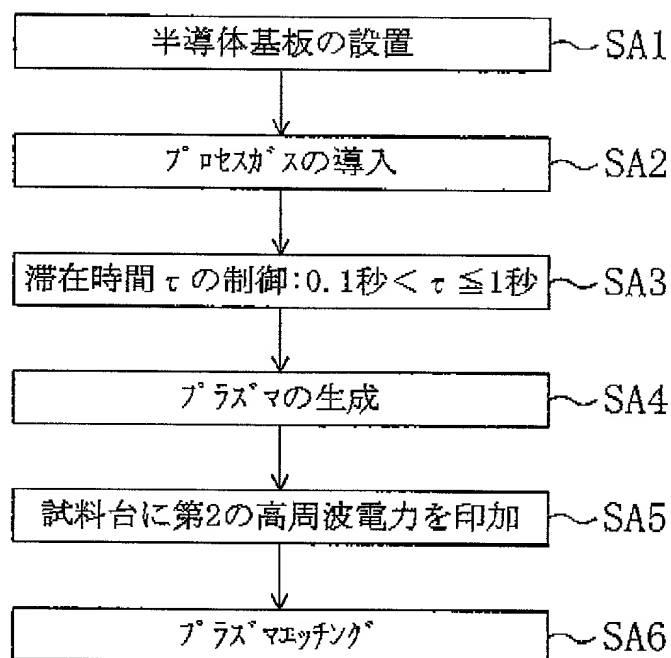 半導体基板の設置 SA1
プロセスガスの導入 SA2
滞在時間τの制御:0.1秒<τ≦1秒 SA3
プラズマの生成 SA4
試料台に第2の高周波電力を印加 SA5
プラズマエッチング SA6